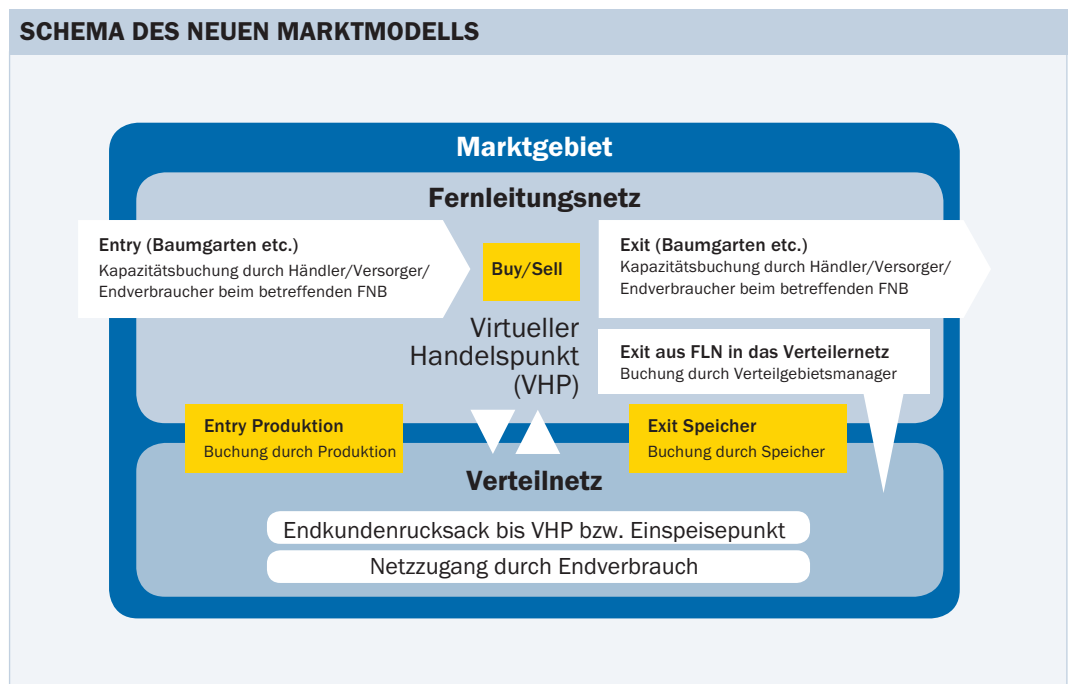 SCHEMA DES NEUEN MARKTMODELLS
Marktgebiet
Fernleitungsnetz
Entry (Baumgarten etc.)
Kapazitätsbuchung durch Händler/Versorger/
Endverbraucher beim betreffenden FNB
Buy/Sell
Exit (Baumgarten etc.)
Kapazitätsbuchung durch Händler/Versorger/
Endverbraucher beim betreffenden FNB
Virtueller
Handelspunkt
(VHP)
Exit aus FLN in das Verteilernetz
Buchung durch Verteilgebietsmanager
Entry Produktion
Buchung durch Produktion
Exit Speicher
Buchung durch Speicher
Verteilnetz
Endkundenrucksack bis VHP bzw. Einspeisepunkt
Netzzugang durch Endverbrauch